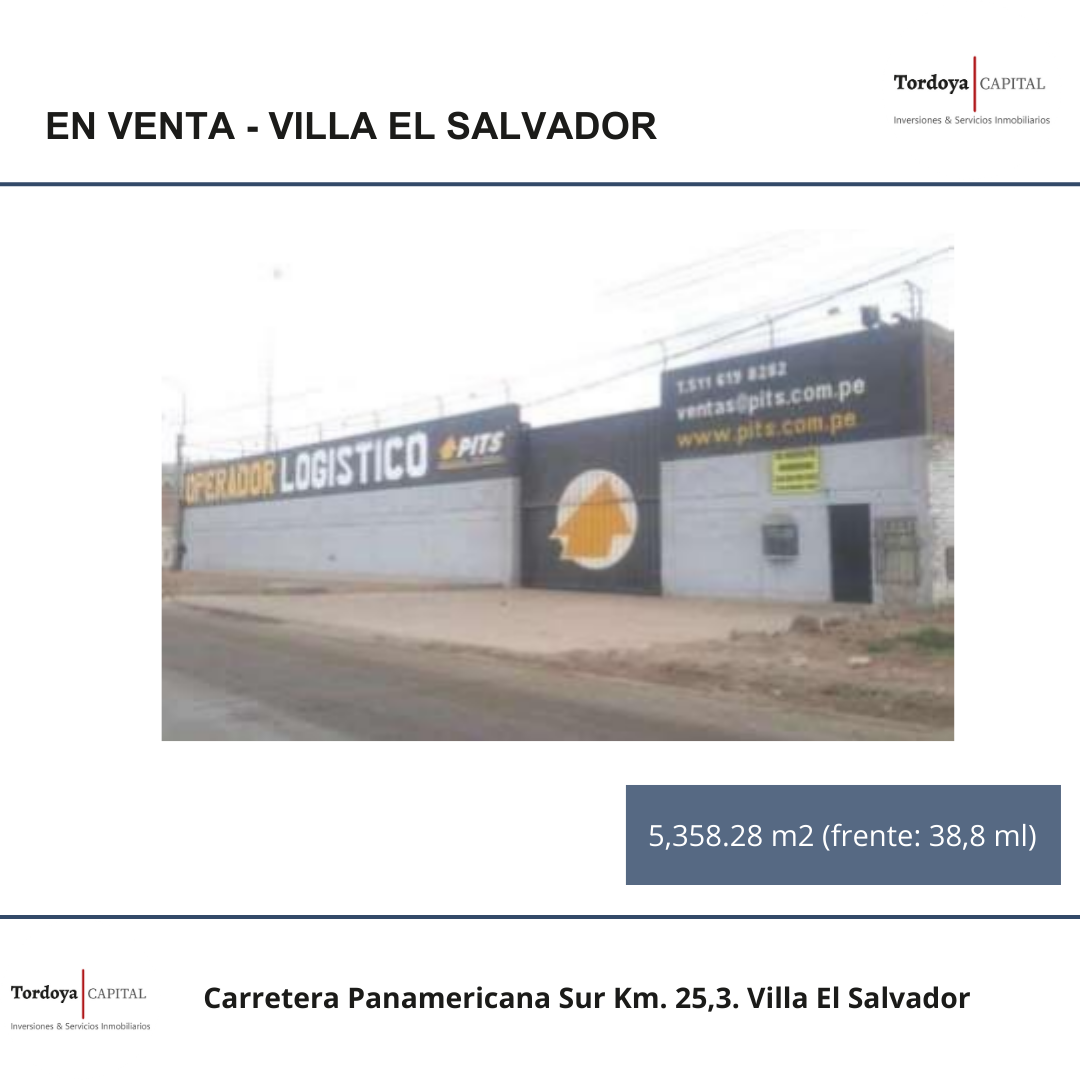 EN VENTA - VILLA EL SALVADOR
Tordoya CAPITAL
Inversiones & Servicios Inmobiliarios
T.511 619 8282
ventas@pits.com.pe
www.pits.com.pe
OPERADOR LOGISTICO PITS
5,358.28 m2 (frente: 38,8 ml)
Tordoya CAPITAL
Inversiones & Servicios Inmobiliarios
Carretera Panamericana Sur Km. 25,3. Villa El Salvador